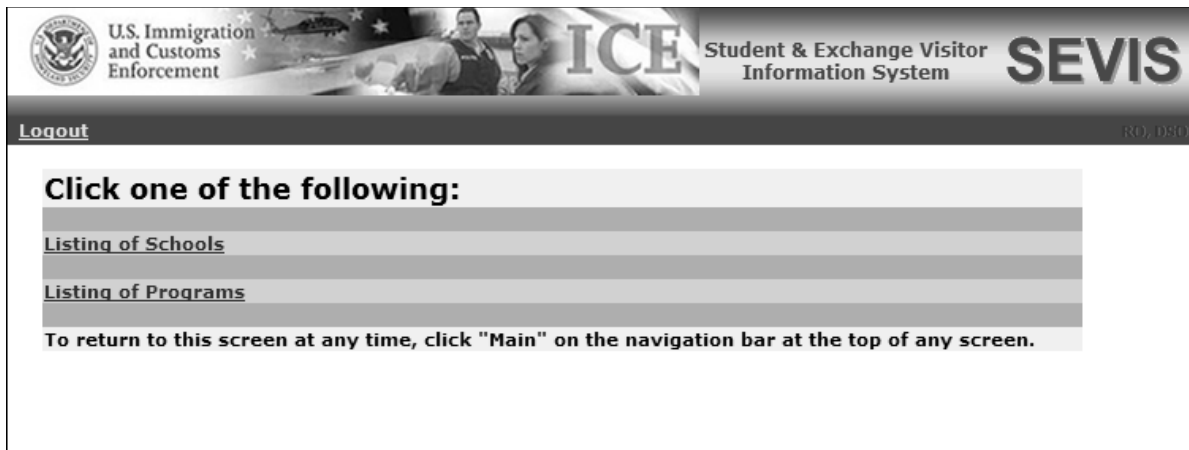 U.S. Immigration
and Customs
Enforcement
ICE
Student & Exchange Visitor
Information System
SEVIS
Logout
RO, DSO
Click one of the following:
Listing of Schools
Listing of Programs
To return to this screen at any time, click "Main" on the navigation bar at the top of any screen.